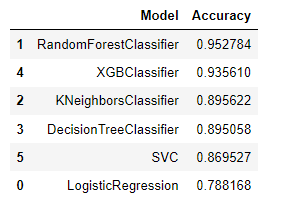 Model Accuracy
1 RandomForestClassifier 0.952784
4 XGBClassifier 0.935610
2 KNeighborsClassifier 0.895622
3 DecisionTreeClassifier 0.895058
5 SVC 0.869527
0 LogisticRegression 0.788168